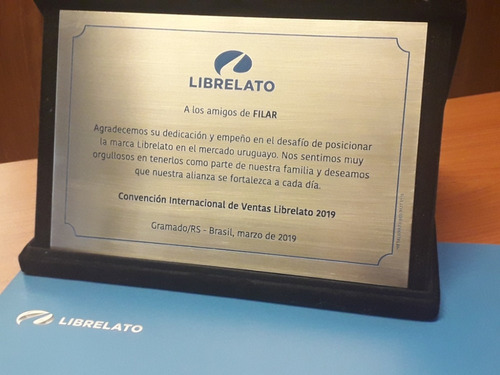 LIBRELATO
A los amigos de FILAR
Agradecemos su dedicación y empeño en el desafío de posicionar
la marca Librelato en el mercado uruguayo. Nos sentimos muy
orgullosos en tenerlos como parte de nuestra familia y deseamos
que nuestra alianza se fortalezca a cada día.
Convención Internacional de Ventas Librelato 2019
Gramado/RS - Brasil, marzo de 2019
LIBRELATO